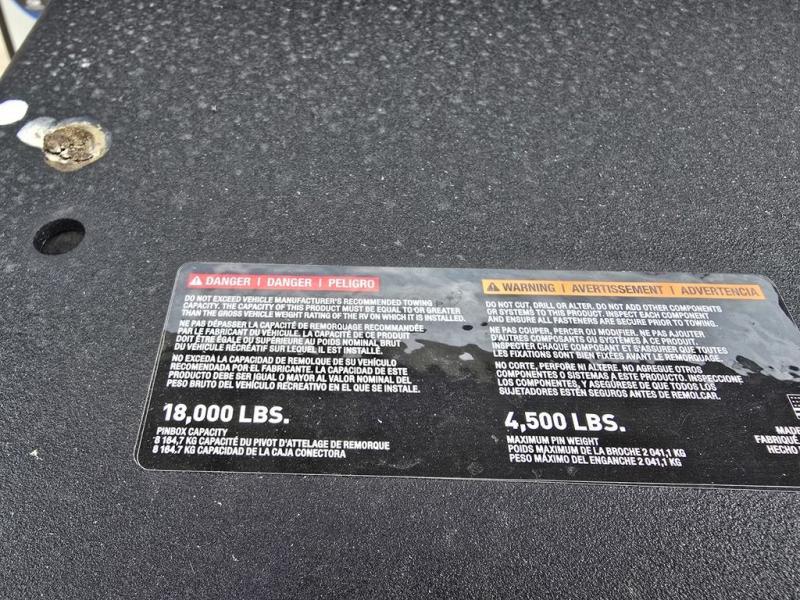 DANGER | DANGER | PELIGRO
DO NOT EXCEED VEHICLE MANUFACTURER'S RECOMMENDED TOWING
CAPACITY. THE CAPACITY OF THIS PRODUCT MUST BE EQUAL TO OR GREATER
THAN THE GROSS VEHICLE WEIGHT RATING OF THE RV ON WHICH IT IS INSTALLED.
NE PAS DÉPASSER LA CAPACITÉ DE REMORQUAGE RECOMMANDÉE
PAR LE FABRICANT DU VEHICULE. LA CAPACITÉ DE CE PRODUIT
DOIT ÊTRE ÉGALE OU SUPÉRIEURE AU POIDS NOMINAL BRUT
DU VÉHICULE RÉCRÉATIF SUR LEQUEL IL EST INSTALLÉ.
NO EXCEDA LA CAPACIDAD DE REMOLQUE DE SU VEHÍCULO
RECOMENDADA POR EL FABRICANTE. LA CAPACIDAD DE ESTE
PRODUCTO DEBE SER IGUAL O MAYOR AL VALOR NOMINAL DEL
PESO BRUTO DEL VEHÍCULO RECREATIVO EN EL QUE SE INSTALE.
18,000 LBS.
PINBOX CAPACITY
8 164,7 KG CAPACITÉ DU PIVOT D'ATTELAGE DE REMORQUE
8 164.7 KG CAPACIDAD DE LA CAJA CONECTORA
WARNING | AVERTISSEMENT | ADVERTENCIA
DO NOT CUT, DRILL OR ALTER. DO NOT ADD OTHER COMPONENTS
OR SYSTEMS TO THIS PRODUCT. INSPECT EACH COMPONENT
AND ENSURE ALL FASTENERS ARE SECURE PRIOR TO TOWING.
NE PAS COUPER, PERCER OU MODIFIER. NE PAS AJOUTER
D'AUTRES COMPOSANTS OU SYSTÈMES À CE PRODUIT.
INSPECTER CHAQUE COMPOSANT ET S'ASSURER QUE TOUTES
LES FIXATIONS SONT BIEN FIXÉES AVANT LE REMORQUAGE.
NO CORTE, PERFORE NI ALTERE. NO AGREGUE OTROS
COMPONENTES O SISTEMAS A ESTE PRODUCTO. INSPECCIONE
LOS COMPONENTES, Y ASEGÚRESE DE QUE TODOS LOS
SUJETADORES ESTÉN SEGUROS ANTES DE REMOLCAR.
4,500 LBS.
MAXIMUM PIN WEIGHT
POIDS MAXIMUM DE LA BROCHE 2 041,1 KG
PESO MÁXIMO DEL ENGANCHE 2 041,1 KG
MADE
FABRIQUÉ
HECHO